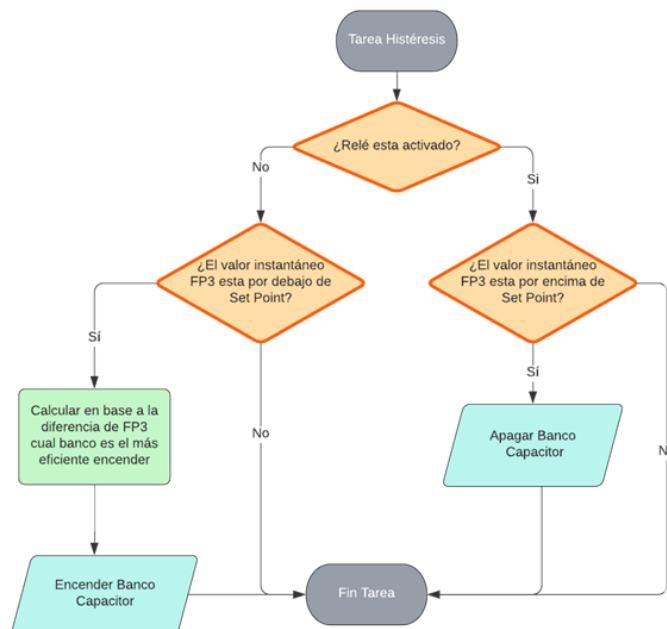 Tarea Histéresis
¿Relé esta activado?
No
Si
¿El valor instantáneo
FP3 esta por debajo de
Set Point?
¿El valor instantáneo
FP3 esta por encima de
Set Point?
Sí
Sí
Calcular en base a la
diferencia de FP3
cual banco es el más
eficiente encender
No
Apagar Banco
Capacitor
N
Encender Banco
Capacitor
Fin Tarea